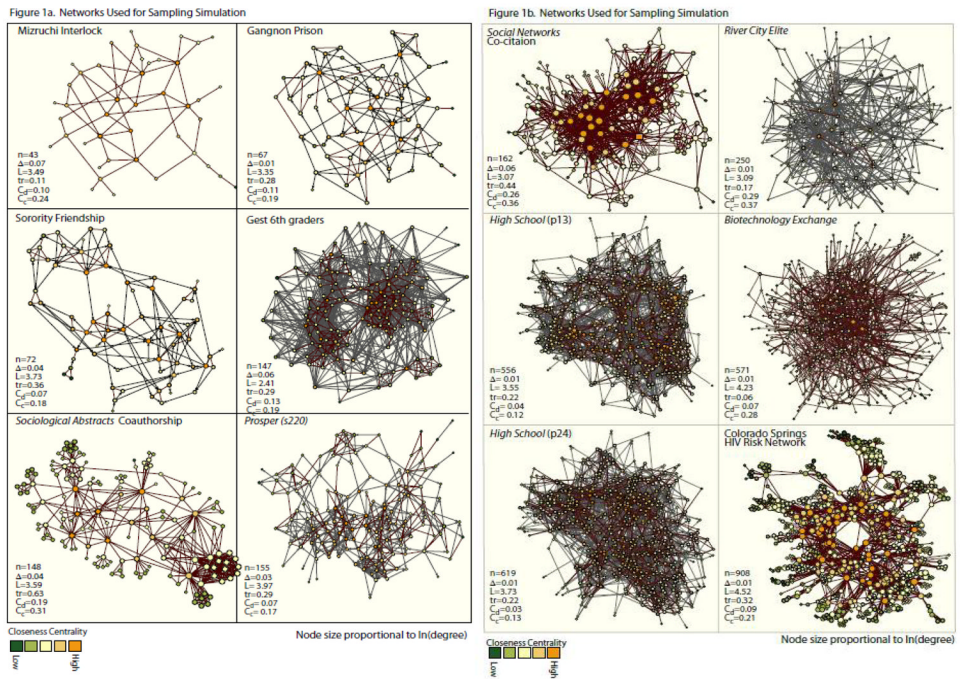 Figure 1a. Networks Used for Sampling Simulation
Mizruchi Interlock
n=43
Δ=0.07
L=3.49
tr=0.11
Cd=0.10
Cc=0.24
Gangnon Prison
n=67
Δ=0.01
L=3.35
tr=0.28
Cd=0.11
Cc=0.19
Sorority Friendship
n=72
Δ=0.04
L=3.73
tr=0.36
Cd=0.07
Cc=0.18
Gest 6th graders
n=147
Δ=0.06
L= 2.41
tr=0.29
Cd= 0.13
Cc= 0.19
Sociological Abstracts Coauthorship
n=148
Δ=0.04
L=3.59
tr=0.63
Cd=0.19
Cc=0.31
Prosper (s220)
n=155
Δ=0.03
L= 3.97
tr=0.29
Cd= 0.07
Cc= 0.17
Closeness Centrality
Low
High
Node size proportional to ln(degree)
Figure 1b. Networks Used for Sampling Simulation
Social Networks
Co-citaion
n=162
Δ=0.06
L=3.07
tr=0.44
Cd=0.26
Cc=0.36
River City Elite
n=250
Δ= 0.01
L= 3.09
tr=0.17
Cd= 0.29
Cc= 0.37
High School (p13)
n=556
Δ= 0.01
L= 3.55
tr=0.22
Cd= 0.04
Cc= 0.12
Biotechnology Exchange
n=571
Δ=0.01
L= 4.23
tr=0.06
Cd= 0.07
Cc= 0.28
High School (p24)
n=619
Δ=0.01
L= 3.73
tr=0.22
Cd=0.03
Cc=0.13
Colorado Springs
HIV Risk Network
n=908
Δ=0.01
L=4.52
tr=0.32
Cd=0.09
Cc=0.21
Closeness Centrality
Low
High
Node size proportional to ln(degree)